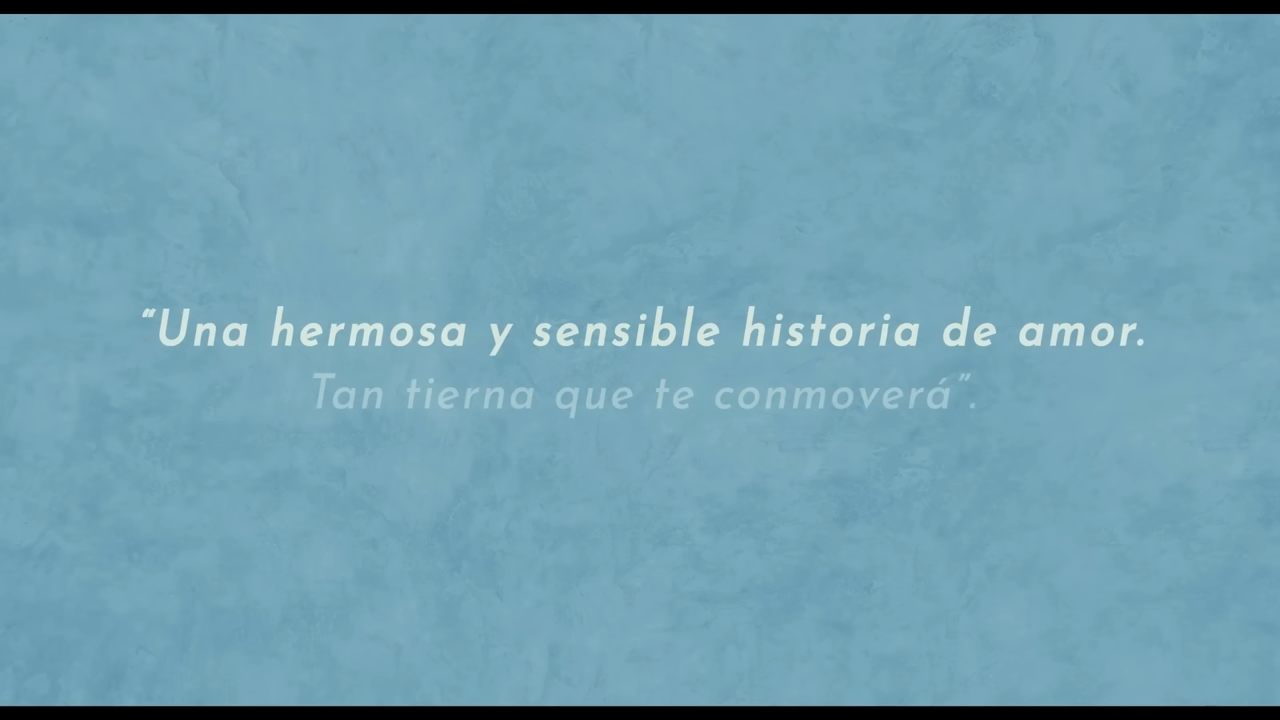 “Una hermosa y sensible historia de amor.
Tan tierna que te conmoverá”.